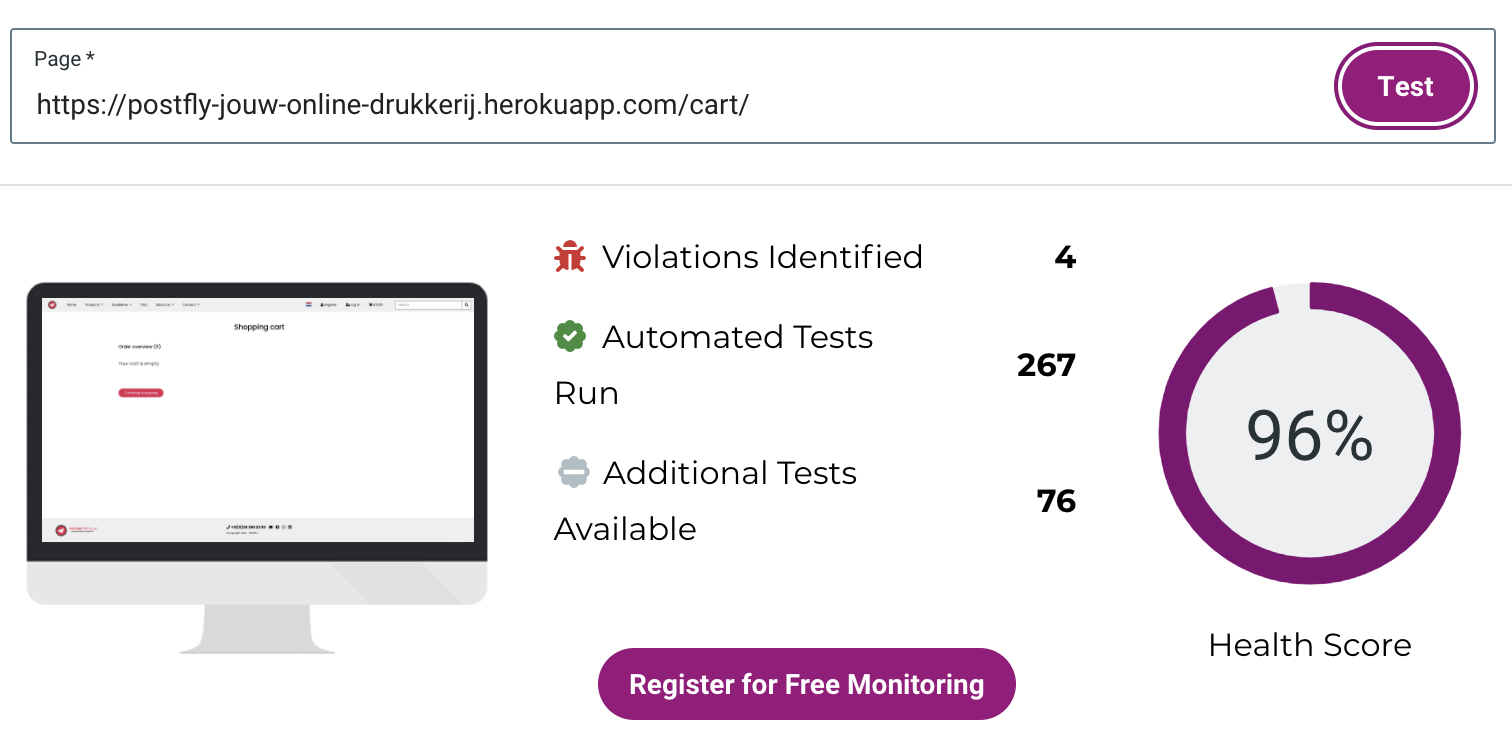 Page *
https://postfly-jouw-online-drukkerij.herokuapp.com/cart/
Test
Violations Identified 4
Automated Tests
Run
267
Additional Tests
Available
76
Register for Free Monitoring
96%
Health Score
Home Products Guidelines FAQ About us Contact
Register Log in
Shopping cart
Order overview (0)
Your cart is empty.
Continue shopping
POSTFLY